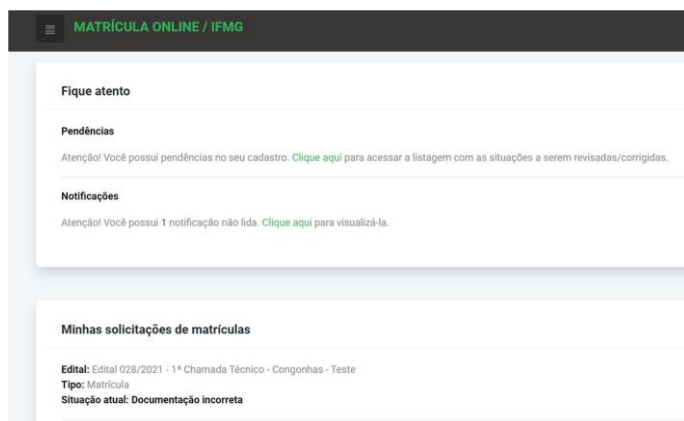 MATRÍCULA ONLINE / IFMG
Fique atento
Pendências
Atenção! Você possui pendências no seu cadastro. Clique aqui para acessar a listagem com as situações a serem revisadas/corrigidas.
Notificações
Atenção! Você possui 1 notificação não lida. Clique aqui para visualizá-la.
Minhas solicitações de matrículas
Edital: Edital 028/2021 - 1ª Chamada Técnico - Congonhas - Teste
Tipo: Matrícula
Situação atual: Documentação incorreta